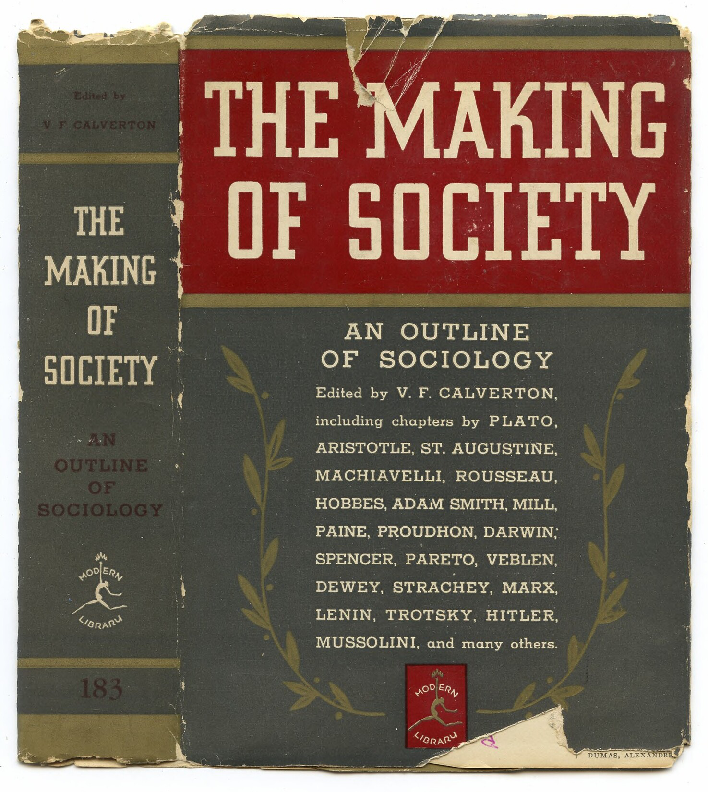 Edited by
V. F. CALVERTON
THE
MAKING
OF
SOCIETY
AN
OUTLINE
OF
SOCIOLOGY
MODERN
LIBRARY
183
THE MAKING
OF SOCIETY
AN OUTLINE
OF SOCIOLOGY
Edited by V. F. CALVERTON,
including chapters by PLATO,
ARISTOTLE, ST. AUGUSTINE,
MACHIAVELLI, ROUSSEAU,
HOBBES, ADAM SMITH, MILL,
PAINE, PROUDHON, DARWIN,
SPENCER, PARETO, VEBLEN,
DEWEY, STRACHEY, MARX,
LENIN, TROTSKY, HITLER,
MUSSOLINI, and many others.
MODERN
LIBRARY
DUMAS, ALEXANDRE